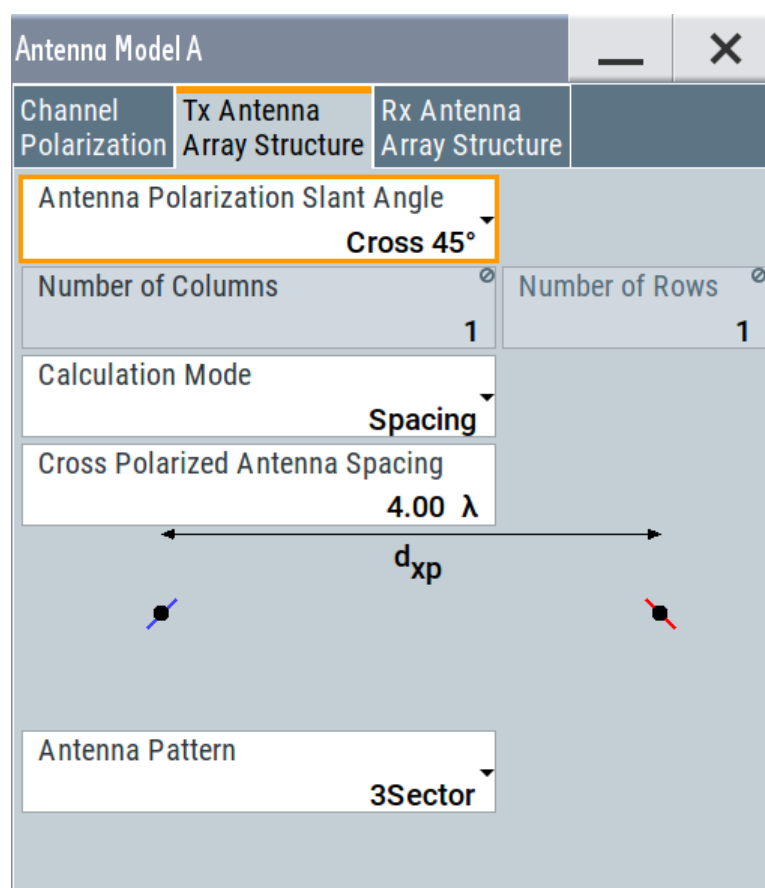 Antenna Model A
Channel Polarization
Tx Antenna Array Structure
Rx Antenna Array Structure
Antenna Polarization Slant Angle
Cross 45°
Number of Columns
1
Number of Rows
1
Calculation Mode
Spacing
Cross Polarized Antenna Spacing
4.00 λ
dxp
Antenna Pattern
3Sector